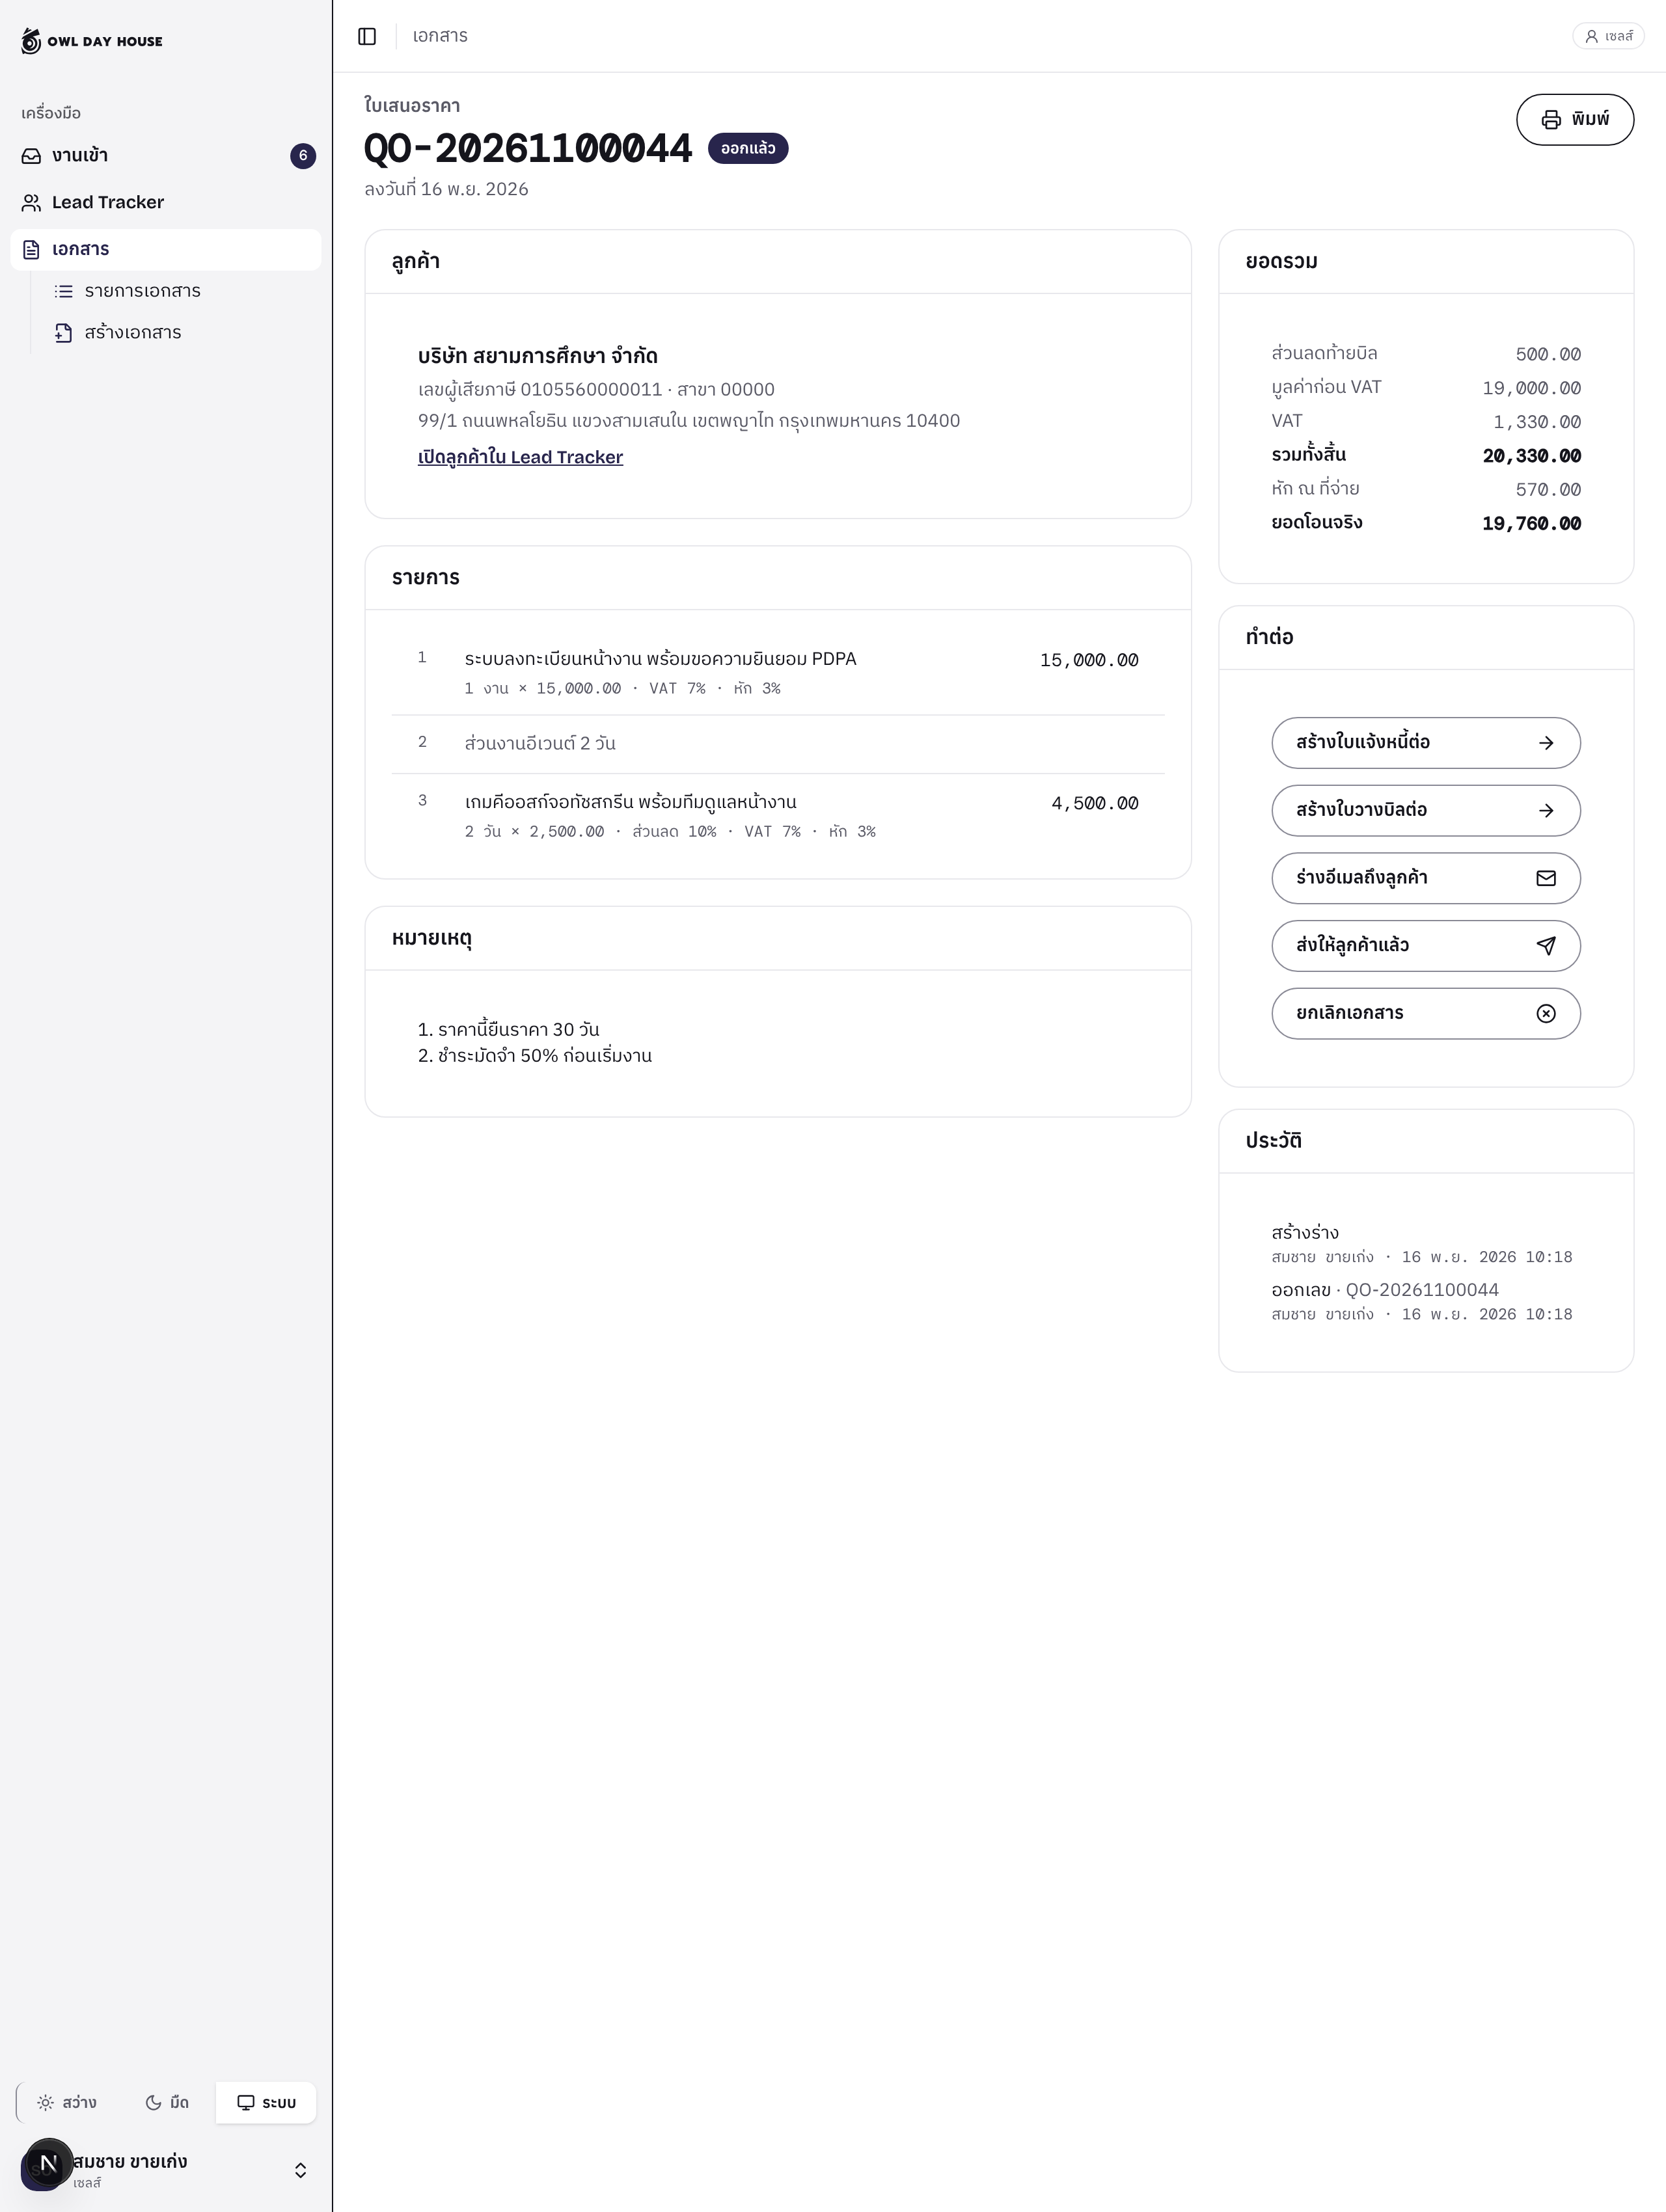 OWL DAY HOUSE
เครื่องมือ
งานเข้า 6
Lead Tracker
เอกสาร
รายการเอกสาร
สร้างเอกสาร
เอกสาร
เซลส์
ใบเสนอราคา
QO-20261100044 ออกแล้ว
ลงวันที่ 16 พ.ย. 2026
พิมพ์
ลูกค้า
บริษัท สยามการศึกษา จำกัด
เลขผู้เสียภาษี 0105560000011 · สาขา 00000
99/1 ถนนพหลโยธิน แขวงสามเสนใน เขตพญาไท กรุงเทพมหานคร 10400
เปิดลูกค้าใน Lead Tracker
รายการ
1 ระบบลงทะเบียนหน้างาน พร้อมขอความยินยอม PDPA 15,000.00
1 งาน × 15,000.00 · VAT 7% · หัก 3%
2 ส่วนงานอีเวนต์ 2 วัน
3 เกมคีออสก์จอทัชสกรีน พร้อมทีมดูแลหน้างาน 4,500.00
2 วัน × 2,500.00 · ส่วนลด 10% · VAT 7% · หัก 3%
หมายเหตุ
1. ราคานี้ยืนราคา 30 วัน
2. ชำระมัดจำ 50% ก่อนเริ่มงาน
ยอดรวม
ส่วนลดท้ายบิล 500.00
มูลค่าก่อน VAT 19,000.00
VAT 1,330.00
รวมทั้งสิ้น 20,330.00
หัก ณ ที่จ่าย 570.00
ยอดโอนจริง 19,760.00
ทำต่อ
สร้างใบแจ้งหนี้ต่อ
สร้างใบวางบิลต่อ
ร่างอีเมลถึงลูกค้า
ส่งให้ลูกค้าแล้ว
ยกเลิกเอกสาร
ประวัติ
สร้างร่าง
สมชาย ขายเก่ง · 16 พ.ย. 2026 10:18
ออกเลข · QO-20261100044
สมชาย ขายเก่ง · 16 พ.ย. 2026 10:18
สว่าง
มืด
ระบบ
N
สมชาย ขายเก่ง
เซลส์